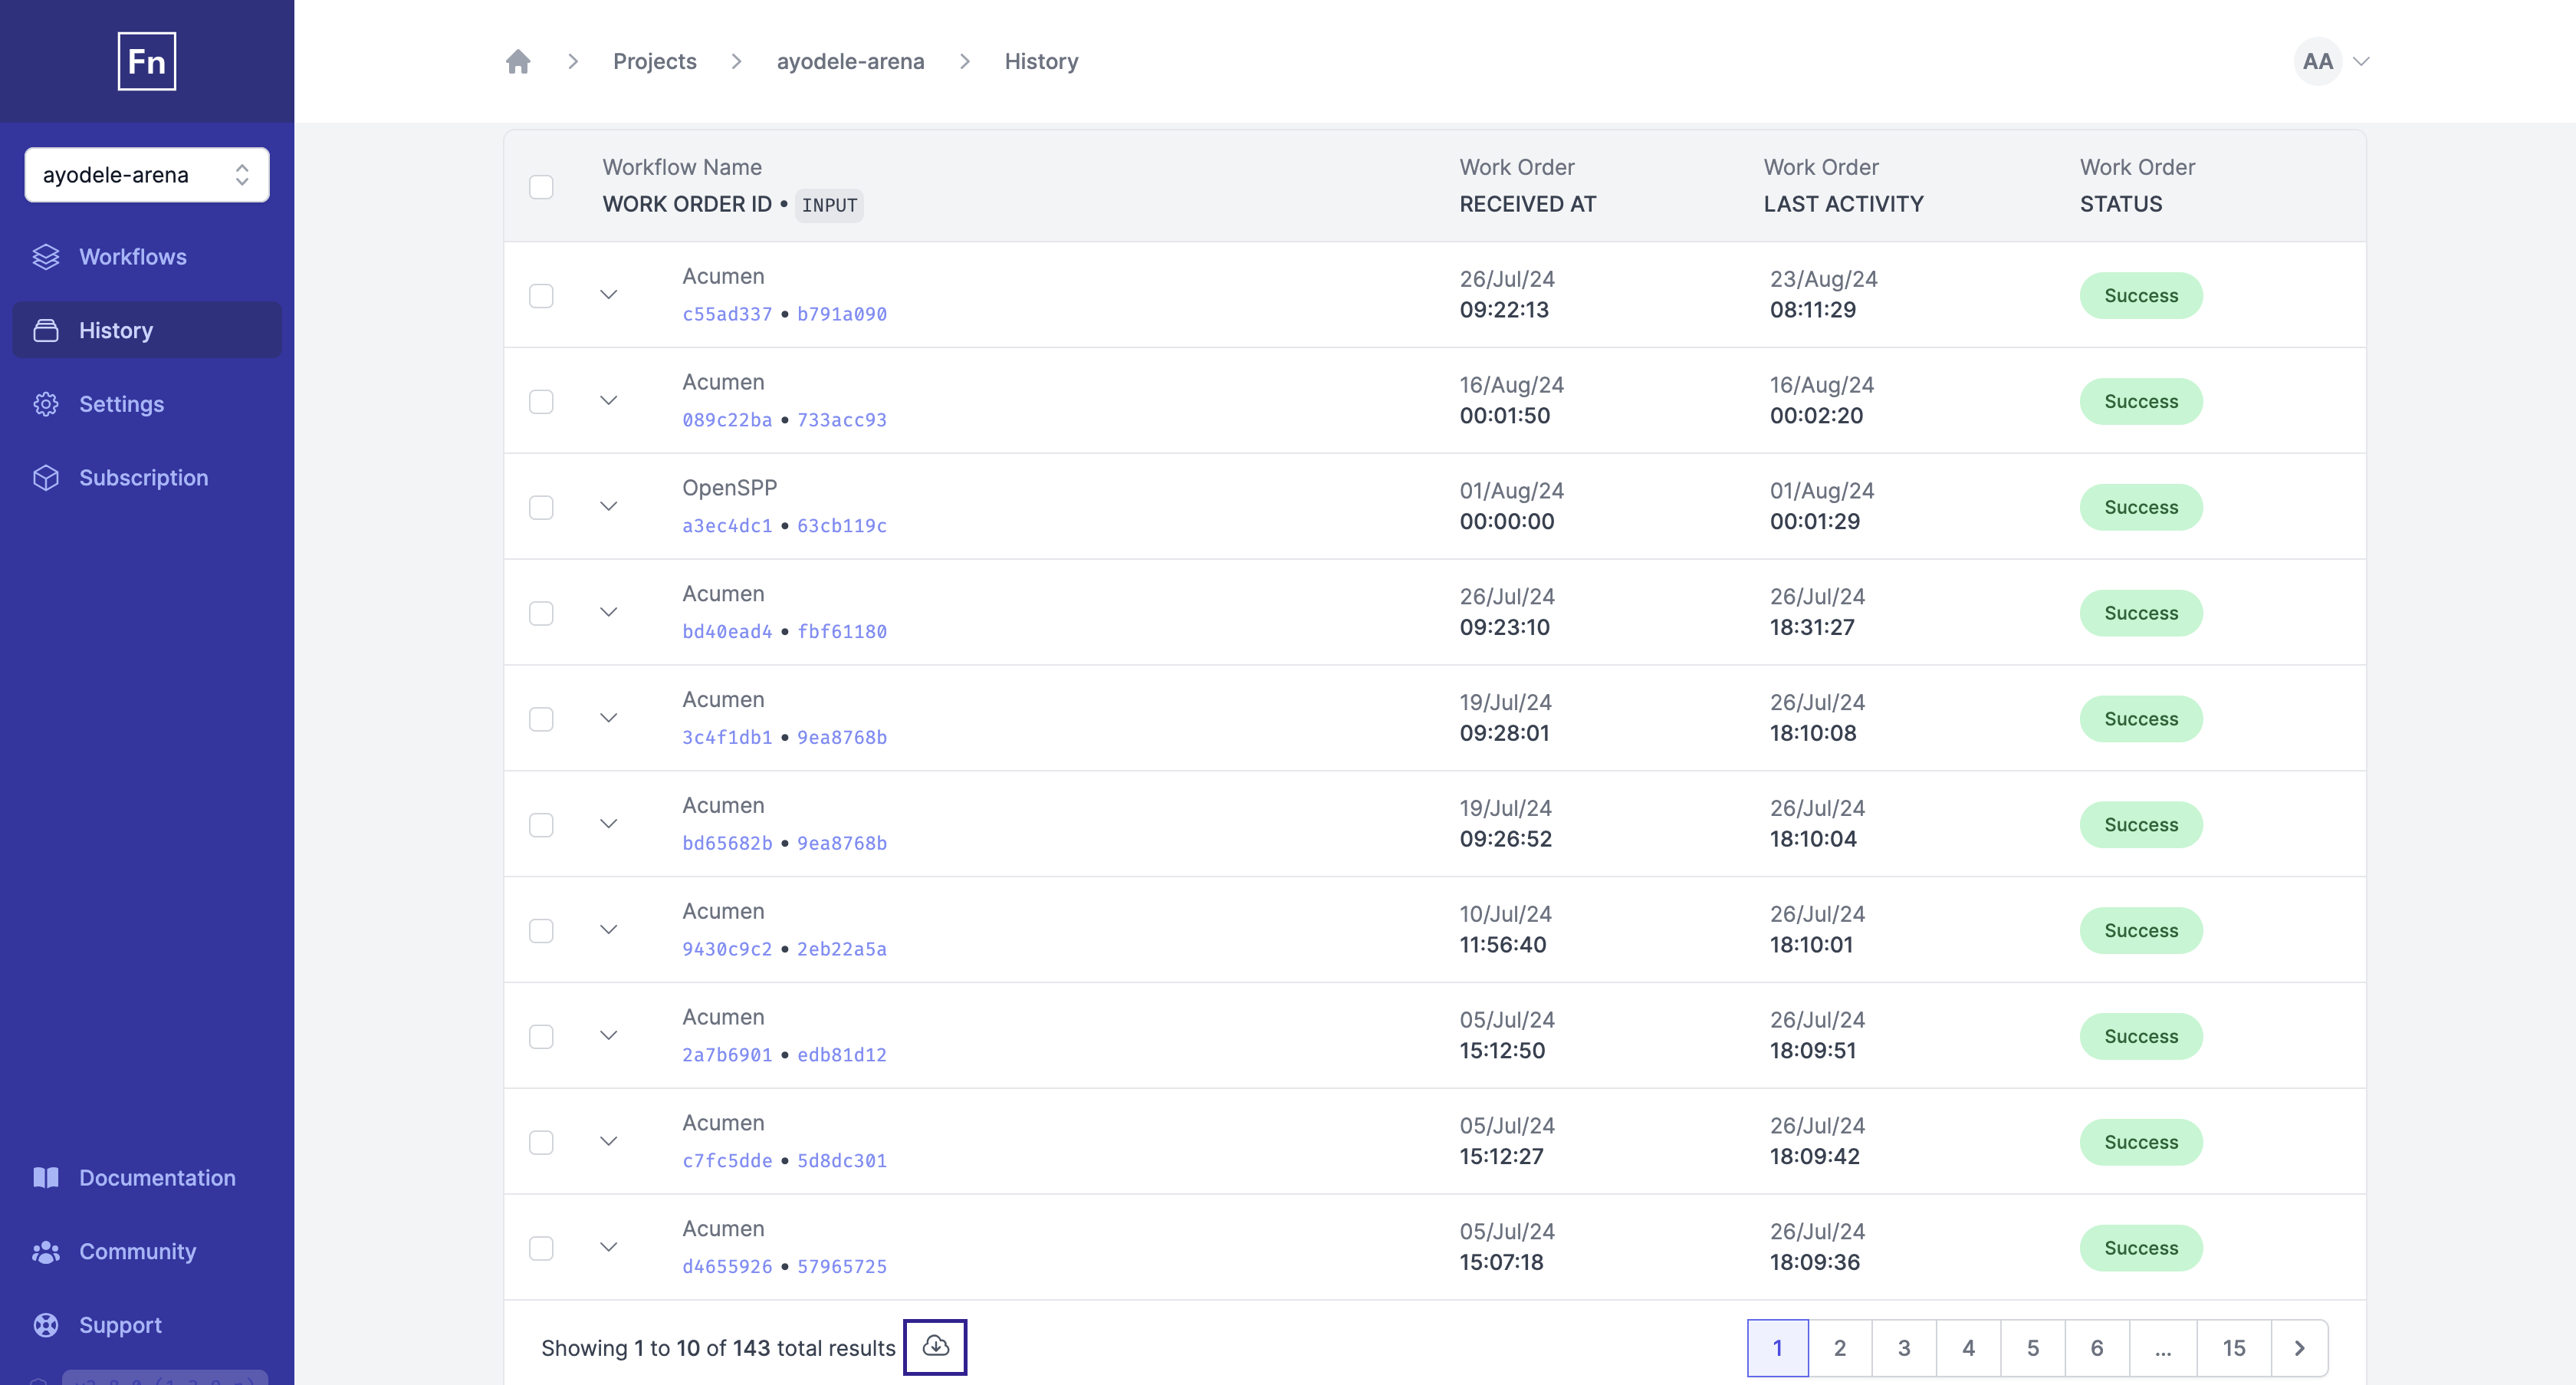 Fn
ayodele-arena
Workflows
History
Settings
Subscription
Documentation
Community
Support
Projects
ayodele-arena
History
AA
Workflow Name
WORK ORDER ID • INPUT
Work Order
RECEIVED AT
Work Order
LAST ACTIVITY
Work Order
STATUS
Acumen
c55ad337 • b791a090
26/Jul/24
09:22:13
23/Aug/24
08:11:29
Success
Acumen
089c22ba • 733acc93
16/Aug/24
00:01:50
16/Aug/24
00:02:20
Success
OpenSPP
a3ec4dc1 • 63cb119c
01/Aug/24
00:00:00
01/Aug/24
00:01:29
Success
Acumen
bd40ead4 • fbf61180
26/Jul/24
09:23:10
26/Jul/24
18:31:27
Success
Acumen
3c4f1db1 • 9ea8768b
19/Jul/24
09:28:01
26/Jul/24
18:10:08
Success
Acumen
bd65682b • 9ea8768b
19/Jul/24
09:26:52
26/Jul/24
18:10:04
Success
Acumen
9430c9c2 • 2eb22a5a
10/Jul/24
11:56:40
26/Jul/24
18:10:01
Success
Acumen
2a7b6901 • edb81d12
05/Jul/24
15:12:50
26/Jul/24
18:09:51
Success
Acumen
c7fc5dde • 5d8dc301
05/Jul/24
15:12:27
26/Jul/24
18:09:42
Success
Acumen
d4655926 • 57965725
05/Jul/24
15:07:18
26/Jul/24
18:09:36
Success
Showing 1 to 10 of 143 total results
1 2 3 4 5 6 ... 15